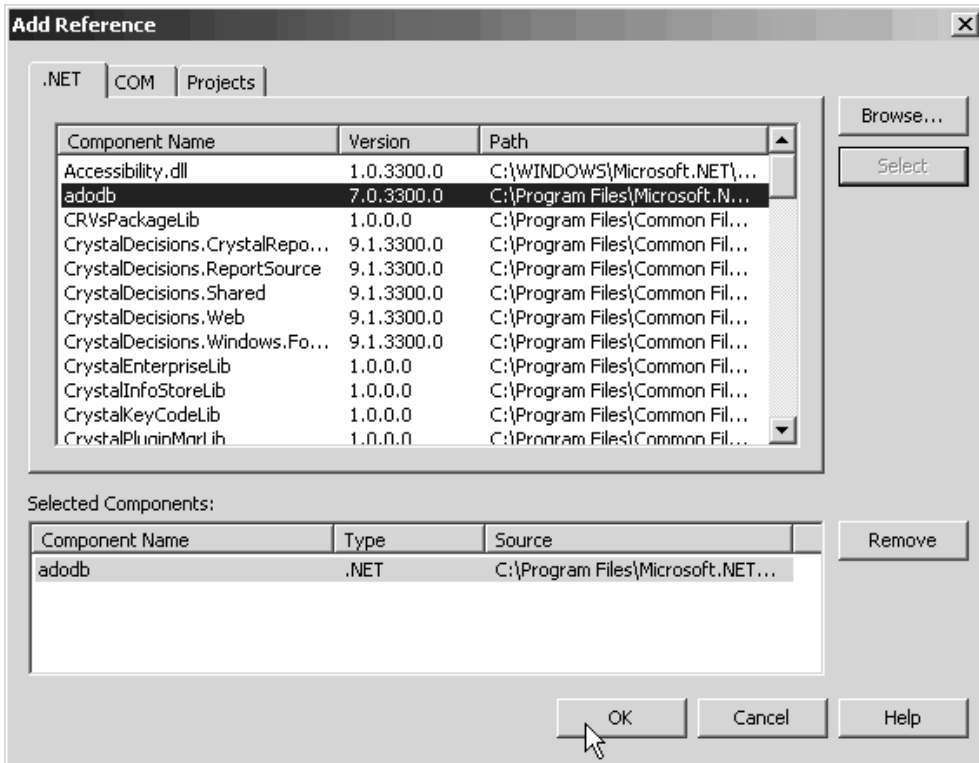 Add Reference
.NET COM Projects
Browse...
Component Name Version Path
Select
Accessibility.dll 1.0.3300.0 C:\WINDOWS\Microsoft.NET\...
adodb 7.0.3300.0 C:\Program Files\Microsoft.N...
CRVsPackageLib 1.0.0.0 C:\Program Files\Common Fil...
CrystalDecisions.CrystalRepo... 9.1.3300.0 C:\Program Files\Common Fil...
CrystalDecisions.ReportSource 9.1.3300.0 C:\Program Files\Common Fil...
CrystalDecisions.Shared 9.1.3300.0 C:\Program Files\Common Fil...
CrystalDecisions.Web 9.1.3300.0 C:\Program Files\Common Fil...
CrystalDecisions.Windows.Fo... 9.1.3300.0 C:\Program Files\Common Fil...
CrystalEnterpriseLib 1.0.0.0 C:\Program Files\Common Fil...
CrystalInfoStoreLib 1.0.0.0 C:\Program Files\Common Fil...
CrystalKeyCodeLib 1.0.0.0 C:\Program Files\Common Fil...
CrystalPluginMgrLib 1.0.0.0 C:\Program Files\Common Fil...
Selected Components:
Component Name Type Source
Remove
adodb .NET C:\Program Files\Microsoft.NET...
OK Cancel Help